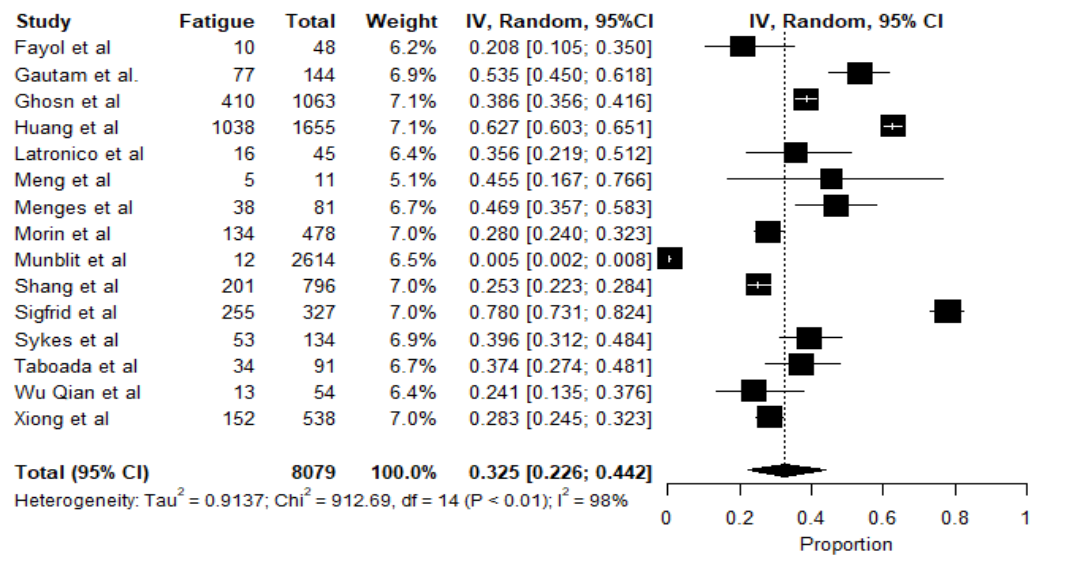 Study Fatigue Total Weight IV, Random, 95%CI IV, Random, 95% CI
Fayol et al 10 48 6.2% 0.208 [0.105; 0.350]
Gautam et al. 77 144 6.9% 0.535 [0.450; 0.618]
Ghosn et al 410 1063 7.1% 0.386 [0.356; 0.416]
Huang et al 1038 1655 7.1% 0.627 [0.603; 0.651]
Latronico et al 16 45 6.4% 0.356 [0.219; 0.512]
Meng et al 5 11 5.1% 0.455 [0.167; 0.766]
Menges et al 38 81 6.7% 0.469 [0.357; 0.583]
Morin et al 134 478 7.0% 0.280 [0.240; 0.323]
Munblit et al 12 2614 6.5% 0.005 [0.002; 0.008]
Shang et al 201 796 7.0% 0.253 [0.223; 0.284]
Sigfrid et al 255 327 7.0% 0.780 [0.731; 0.824]
Sykes et al 53 134 6.9% 0.396 [0.312; 0.484]
Taboada et al 34 91 6.7% 0.374 [0.274; 0.481]
Wu Qian et al 13 54 6.2% 0.241 [0.135; 0.376]
Xiong et al 152 538 7.0% 0.283 [0.245; 0.323]
Total (95% CI) 8079 100.0% 0.325 [0.226; 0.442]
Heterogeneity: Tau² = 0.9137; Chi² = 912.69, df = 14 (P < 0.01); I² = 98%
0 0.2 0.4 0.6 0.8 1
Proportion